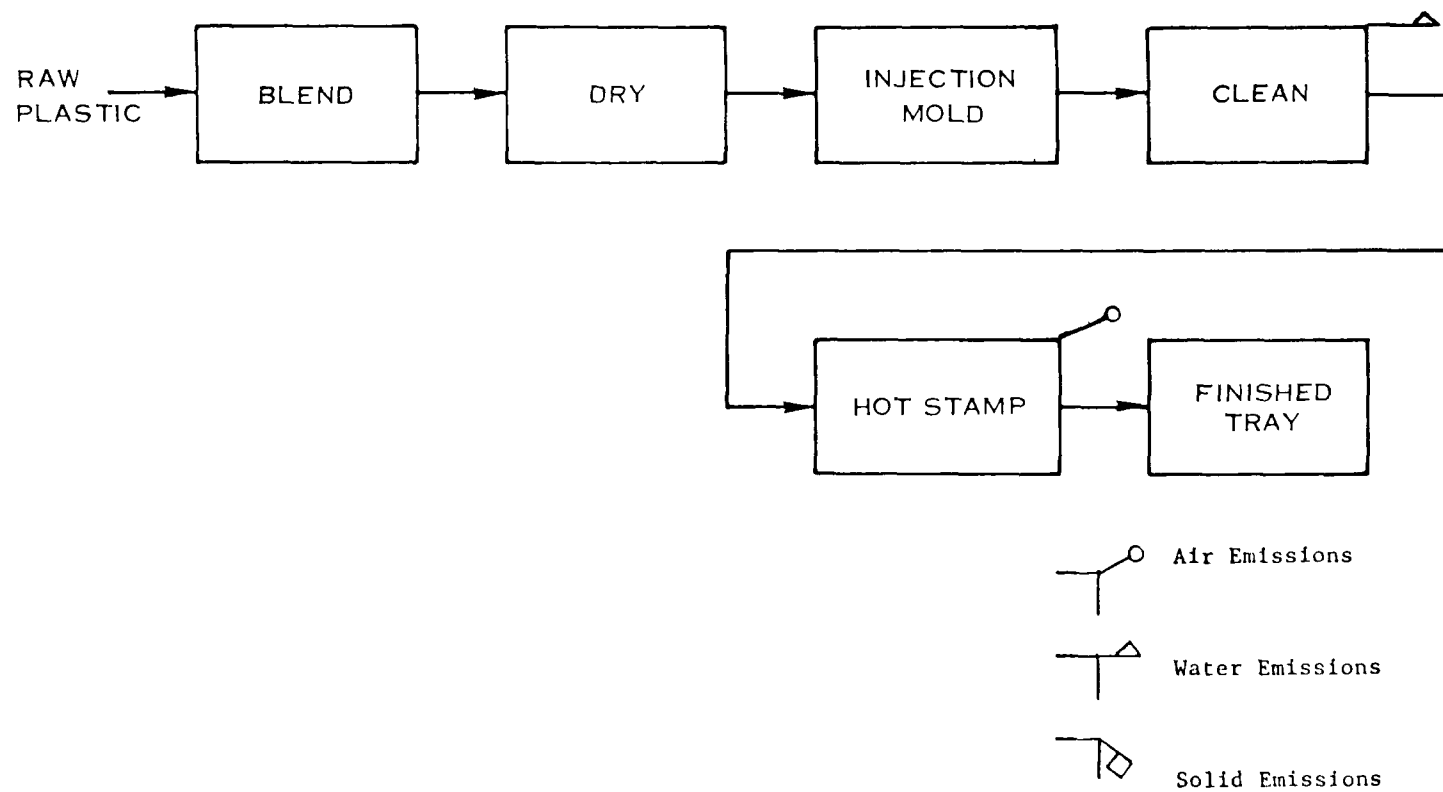 RAW
PLASTIC
BLEND
DRY
INJECTION
MOLD
CLEAN
HOT STAMP
FINISHED
TRAY
Air Emissions
Water Emissions
Solid Emissions